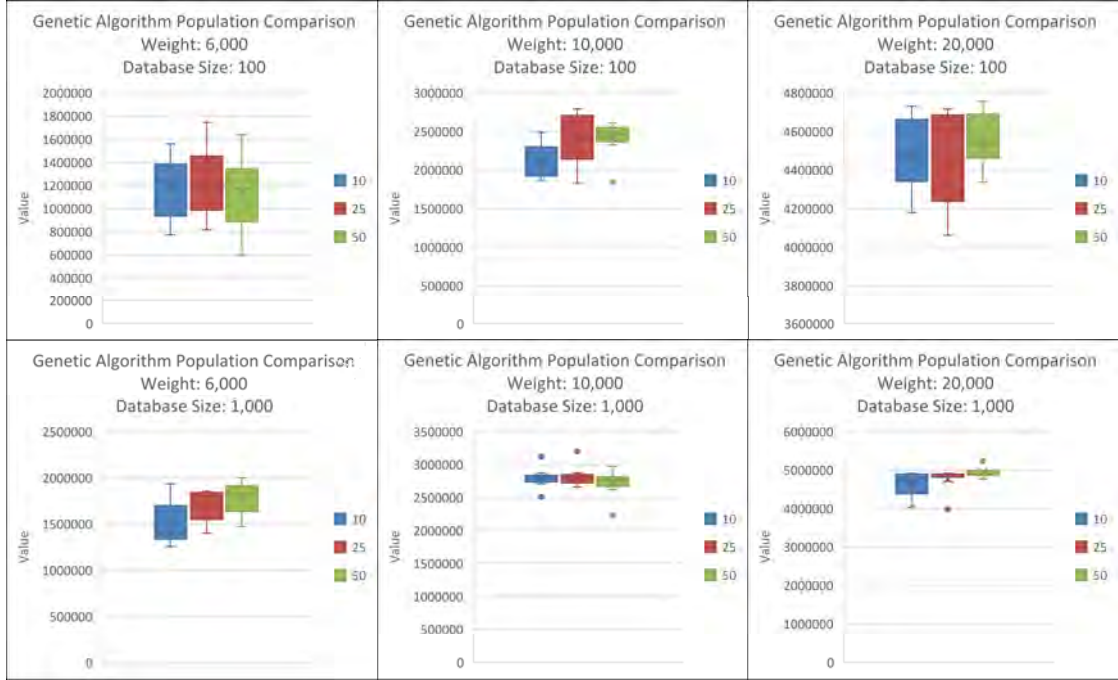 Genetic Algorithm Population Comparison
Weight: 6,000
Database Size: 100
2000000
1800000
1600000
1400000
1200000
1000000
800000
600000
400000
200000
0
Value
10
25
50
Genetic Algorithm Population Comparison
Weight: 10,000
Database Size: 100
3000000
2500000
2000000
1500000
1000000
500000
0
Value
10
25
50
Genetic Algorithm Population Comparison
Weight: 20,000
Database Size: 100
4800000
4600000
4400000
4200000
4000000
3800000
3600000
Value
10
25
50
Genetic Algorithm Population Comparison
Weight: 6,000
Database Size: 1,000
2500000
2000000
1500000
1000000
500000
0
Value
10
25
50
Genetic Algorithm Population Comparison
Weight: 10,000
Database Size: 1,000
3500000
3000000
2500000
2000000
1500000
1000000
500000
0
Value
10
25
50
Genetic Algorithm Population Comparison
Weight: 20,000
Database Size: 1,000
6000000
5000000
4000000
3000000
2000000
1000000
0
Value
10
25
50